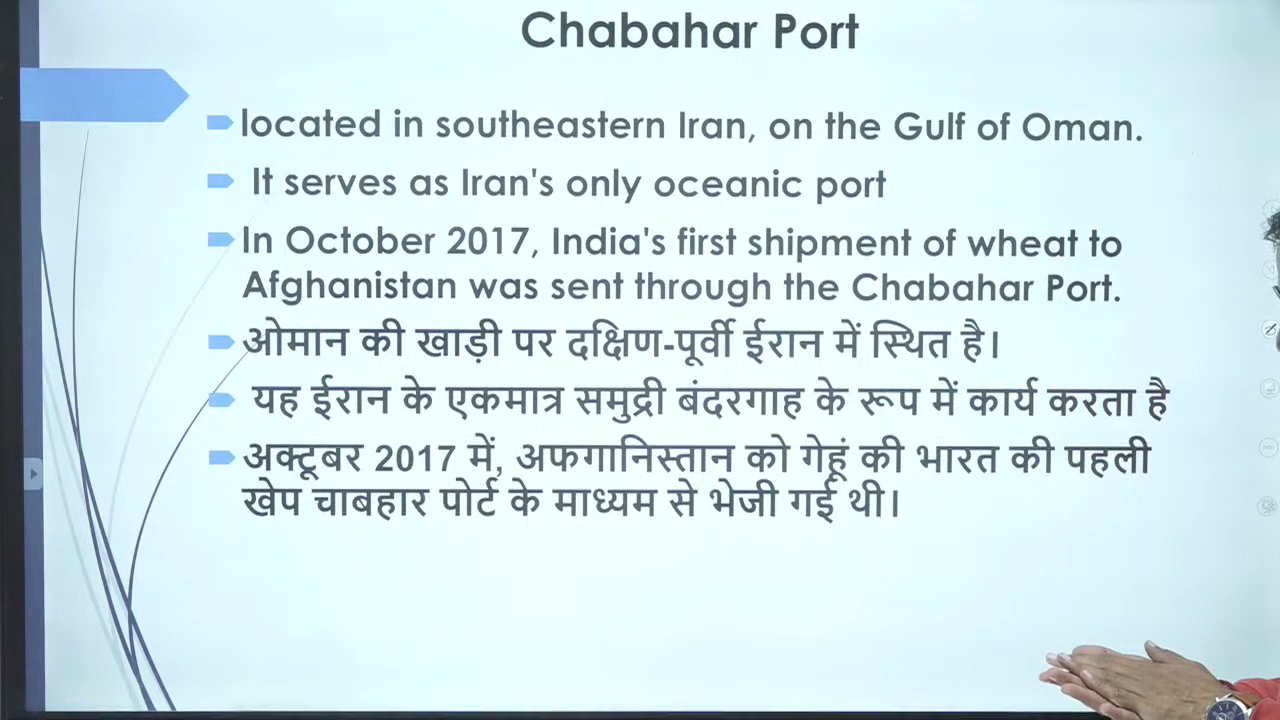 Chabahar Port
located in southeastern Iran, on the Gulf of Oman.
It serves as Iran's only oceanic port
In October 2017, India's first shipment of wheat to
Afghanistan was sent through the Chabahar Port.
ओमान की खाड़ी पर दक्षिण-पूर्वी ईरान में स्थित है।
यह ईरान के एकमात्र समुद्री बंदरगाह के रूप में कार्य करता है
अक्टूबर 2017 में, अफगानिस्तान को गेहूं की भारत की पहली
खेप चाबहार पोर्ट के माध्यम से भेजी गई थी।